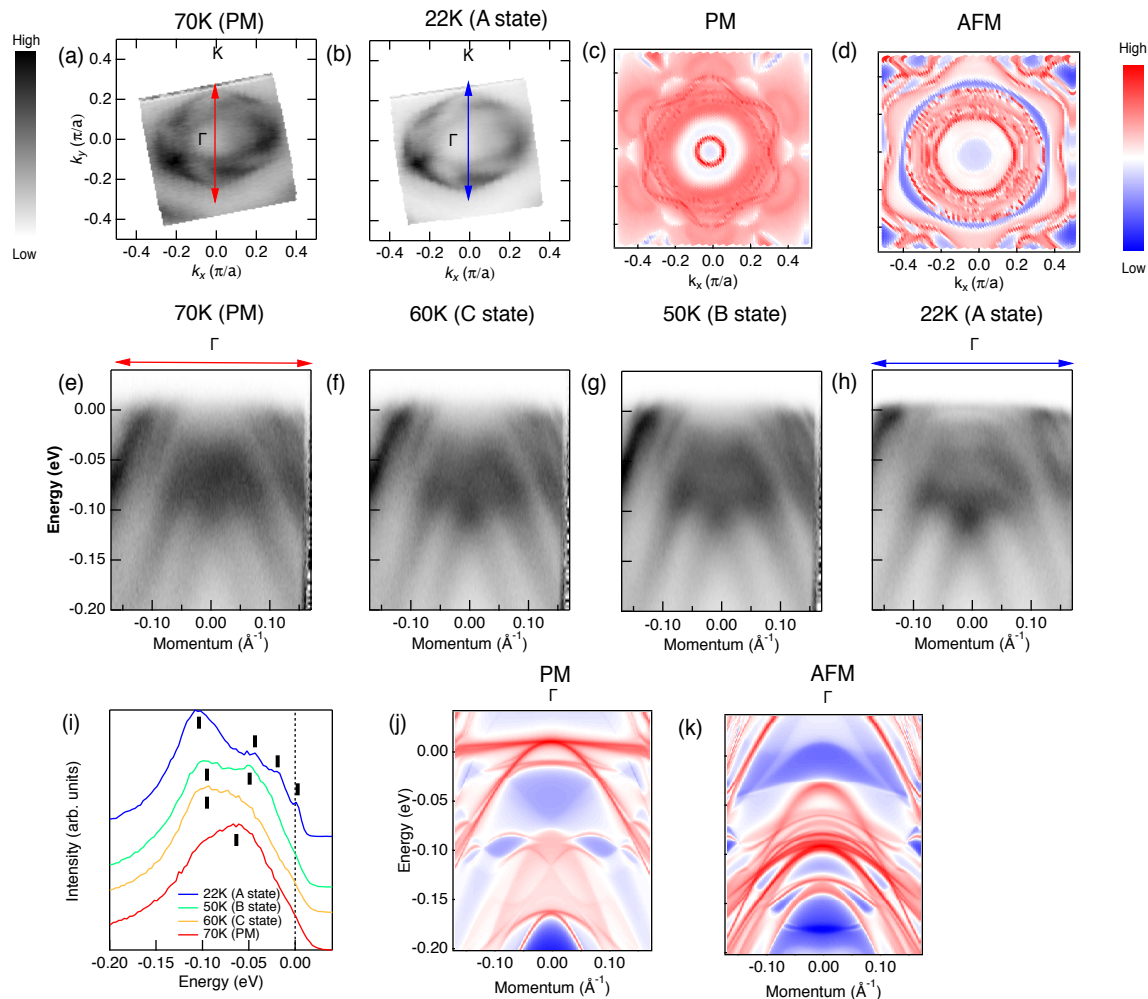 70K (PM)
22K (A state)
PM
AFM
High
Low
(a)
K
Γ
0.4
0.2
0.0
-0.2
-0.4
k_y (π/a)
-0.4 -0.2 0.0 0.2 0.4
k_x (π/a)
(b)
K
Γ
-0.4 -0.2 0.0 0.2 0.4
k_x (π/a)
(c)
-0.4 -0.2 0.0 0.2 0.4
k_x (π/a)
(d)
-0.4 -0.2 0.0 0.2 0.4
k_x (π/a)
High
Low
70K (PM)
60K (C state)
50K (B state)
22K (A state)
Γ
Γ
(e)
0.00
-0.05
-0.10
-0.15
-0.20
Energy (eV)
-0.10 0.00 0.10
Momentum (Å⁻¹)
(f)
-0.10 0.00 0.10
Momentum (Å⁻¹)
(g)
-0.10 0.00 0.10
Momentum (Å⁻¹)
(h)
-0.10 0.00 0.10
Momentum (Å⁻¹)
(i)
Intensity (arb. units)
22K (A state)
50K (B state)
60K (C state)
70K (PM)
-0.20 -0.15 -0.10 -0.05 0.00
Energy (eV)
PM
Γ
(j)
0.00
-0.05
-0.10
-0.15
-0.20
Energy (eV)
-0.10 0.00 0.10
Momentum (Å⁻¹)
AFM
Γ
(k)
-0.10 0.00 0.10
Momentum (Å⁻¹)